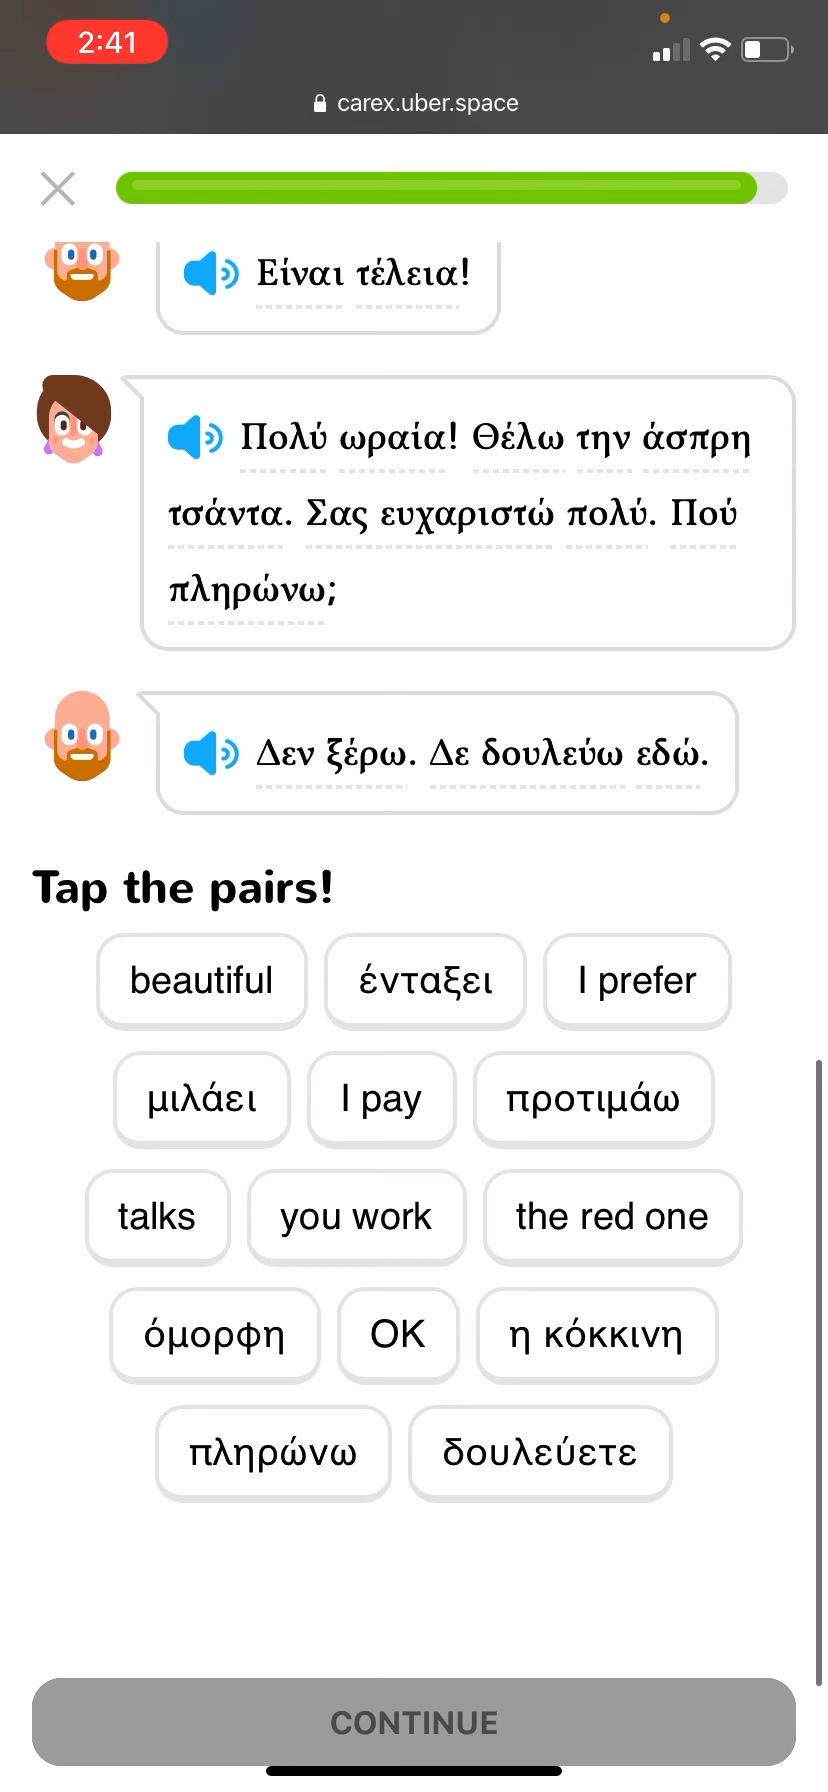 2:41
carex.uber.space
Είναι τέλεια!
Πολύ ωραία! Θέλω την άσπρη
τσάντα. Σας ευχαριστώ πολύ. Πού
πληρώνω;
Δεν ξέρω. Δε δουλεύω εδώ.
Tap the pairs!
beautiful ένταξει I prefer
μιλάει I pay προτιμάω
talks you work the red one
όμορφη OK η κόκκινη
πληρώνω δουλεύετε
CONTINUE